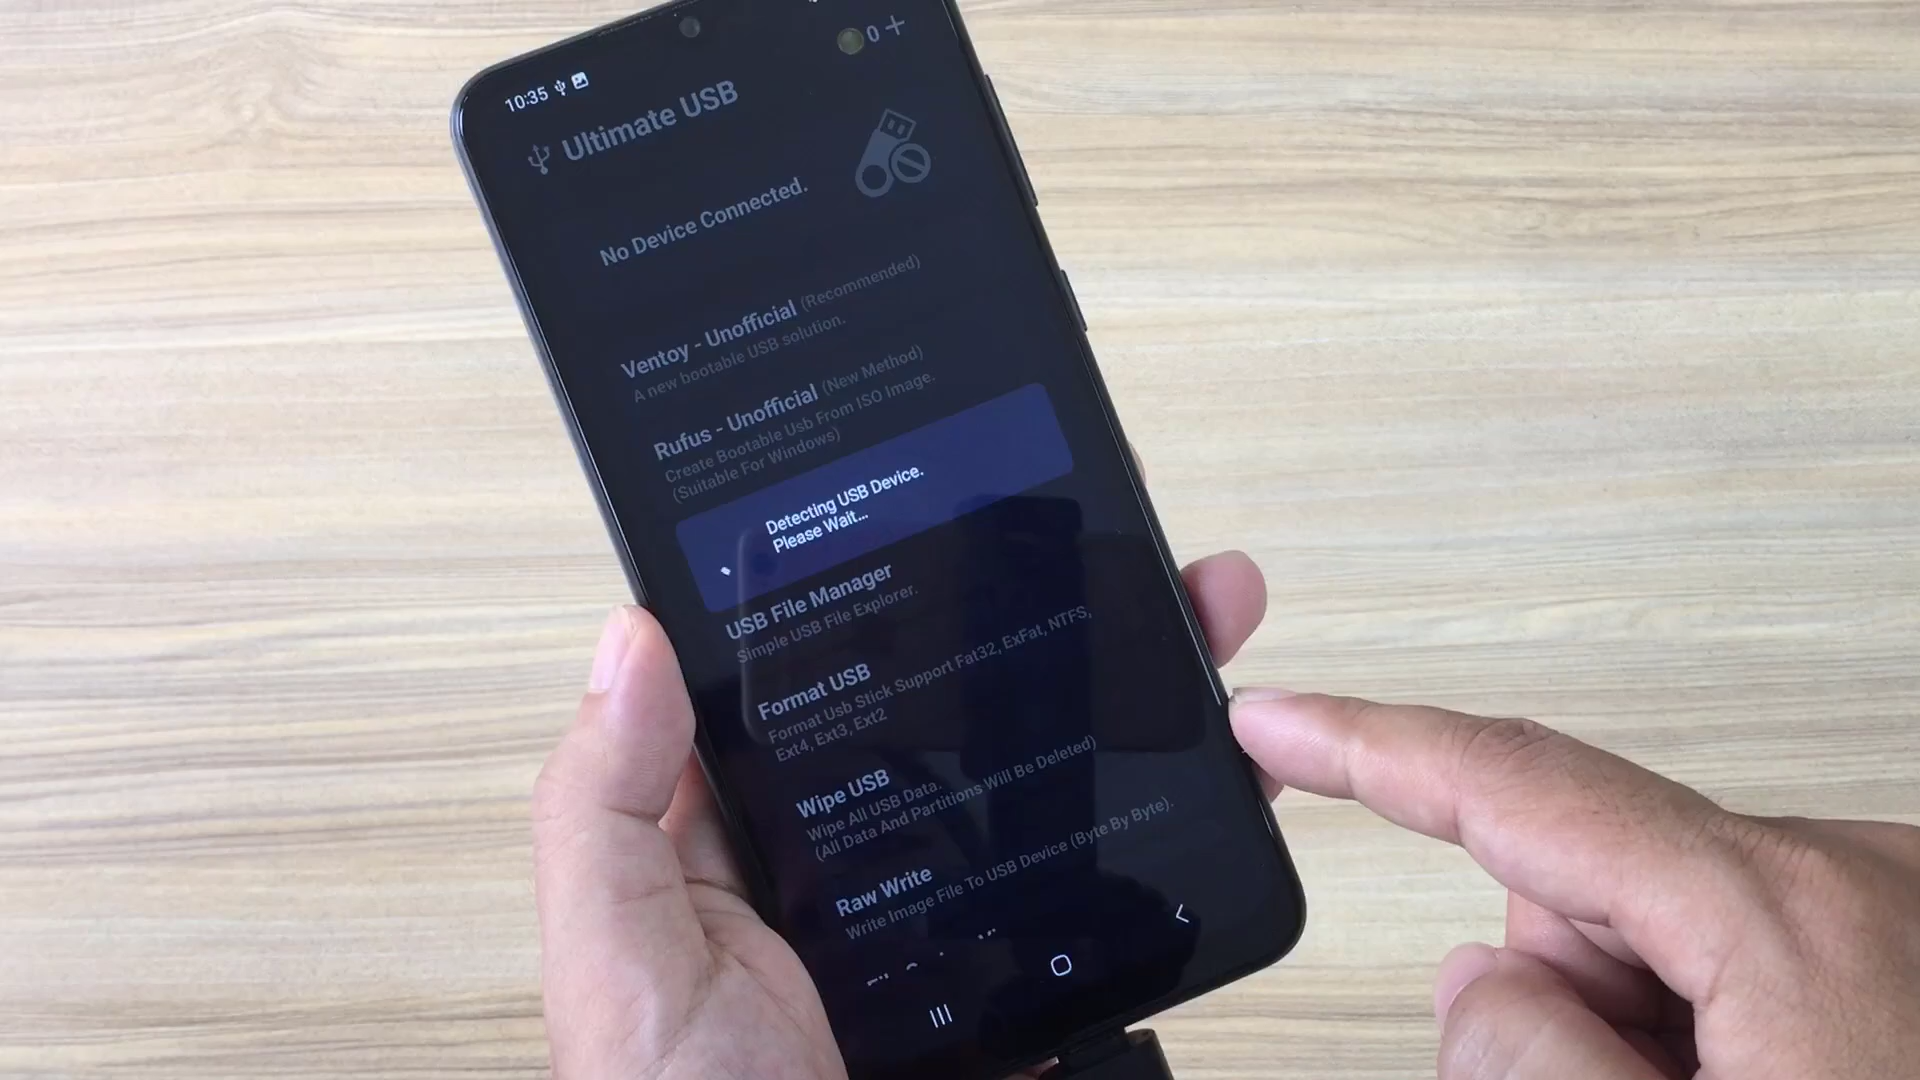 10:35
0
Ultimate USB
No Device Connected.
Ventoy - Unofficial (Recommended)
A new bootable USB solution.
Rufus - Unofficial (New Method)
Create Bootable Usb From ISO Image.
(Suitable For Windows)
Detecting USB Device.
Please Wait...
USB File Manager
Simple USB File Explorer.
Format USB
Format Usb Stick Support Fat32, ExFat, NTFS,
Ext4, Ext3, Ext2
Wipe USB
Wipe All USB Data.
(All Data And Partitions Will Be Deleted)
Raw Write
Write Image File To USB Device (Byte By Byte).